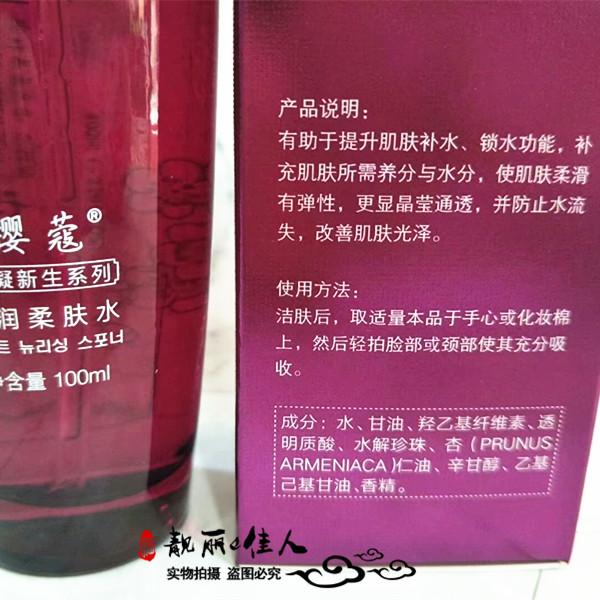 璎蔻®
凝新生系列
润柔肤水
트 뉴리싱 스포너
净含量 100ml
产品说明：
有助于提升肌肤补水、锁水功能，补
充肌肤所需养分与水分，使肌肤柔滑
有弹性，更显晶莹通透，并防止水流
失，改善肌肤光泽。
使用方法：
洁肤后，取适量本品于手心或化妆棉
上，然后轻拍脸部或颈部使其充分吸
收。
成分：水、甘油、羟乙基纤维素、透
明质酸、水解珍珠、杏（PRUNUS
ARMENIACA）仁油、辛甘醇、乙基
己基甘油、香精。
靓丽佳人
实物拍摄 盗图必究